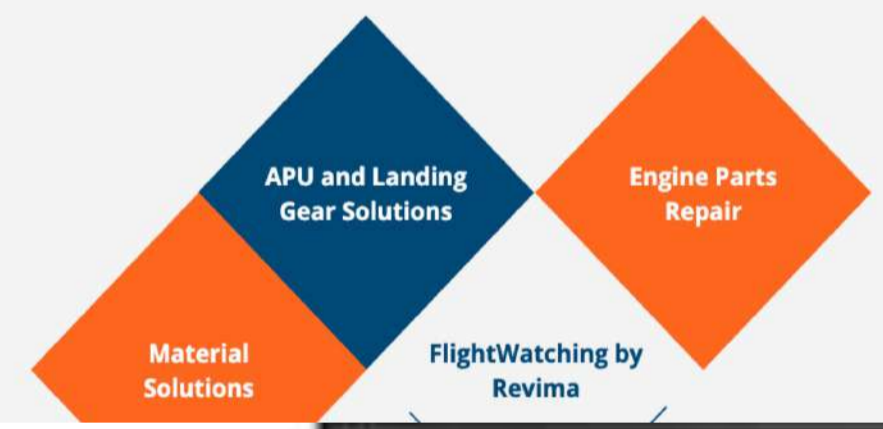 APU and Landing
Gear Solutions
Engine Parts
Repair
Material
Solutions
FlightWatching by
Revima